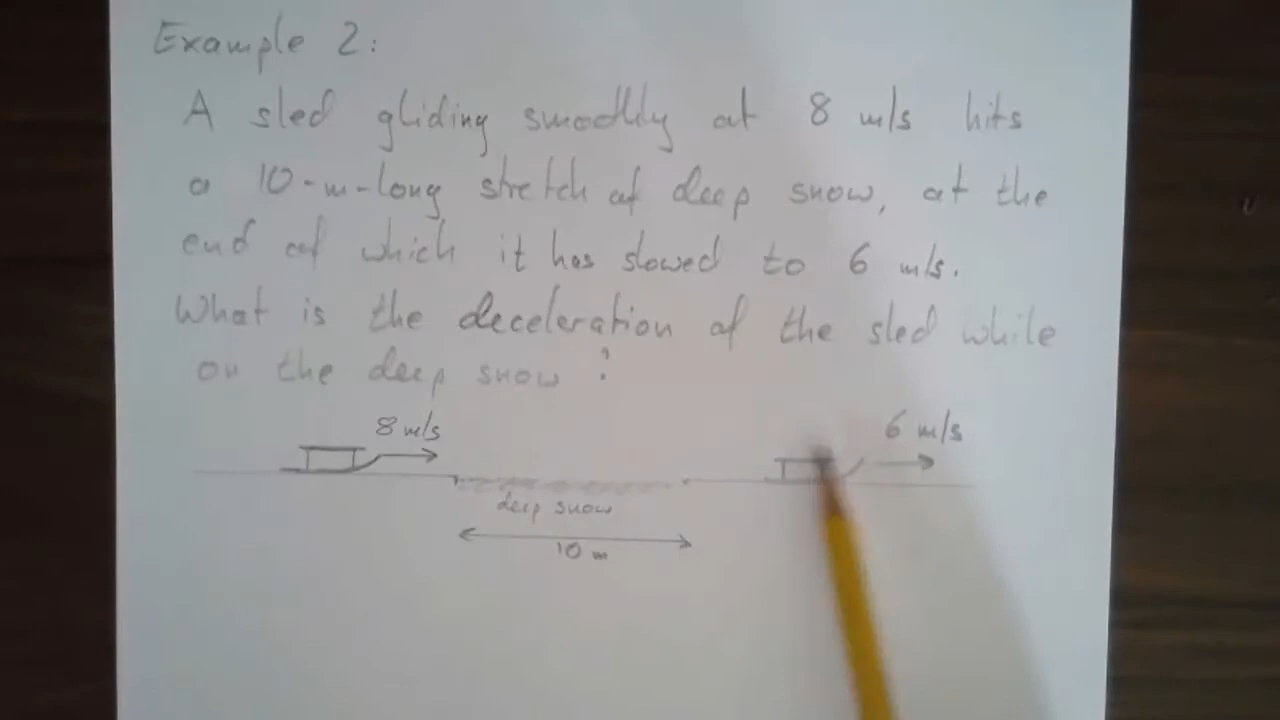 Example 2:
A sled gliding smoothly at 8 m/s hits
a 10-m-long stretch of deep snow, at the
end of which it has slowed to 6 m/s.
What is the deceleration of the sled while
on the deep snow?
8 m/s
6 m/s
deep snow
10 m